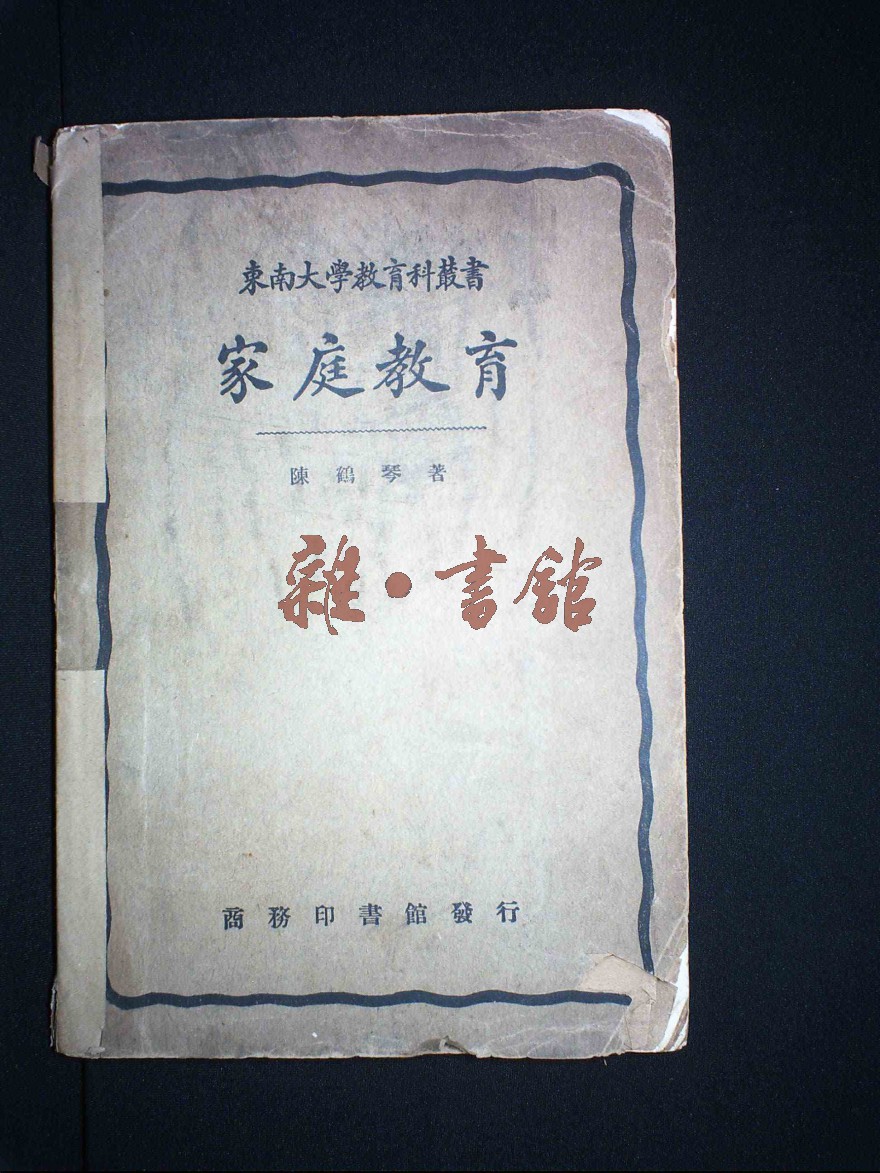 東南大學教育科叢書
家庭教育
陳鶴琴著
雜·書館
商務印書館發行